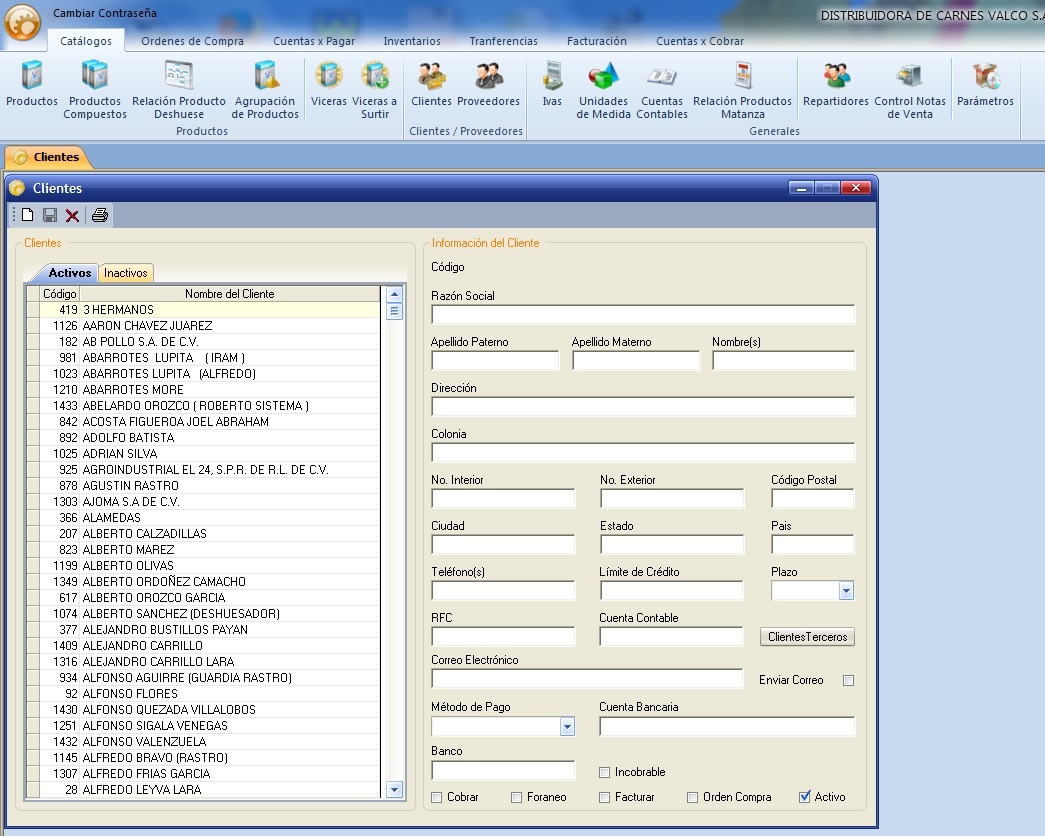 Cambiar Contraseña
DISTRIBUIDORA DE CARNES VALCO S.A
Catálogos Ordenes de Compra Cuentas x Pagar Inventarios Tranferencias Facturación Cuentas x Cobrar
Productos Productos Compuestos Relación Producto Deshuese Agrupación de Productos Viceras Viceras a Surtir Clientes Proveedores Ivas Unidades de Medida Cuentas Contables Relación Productos Matanza Repartidores Control Notas de Venta Parámetros
Productos Clientes / Proveedores Generales
Clientes
Clientes
Clientes
Activos Inactivos
Código Nombre del Cliente
419 3 HERMANOS
1126 AARON CHAVEZ JUAREZ
182 AB POLLO S.A. DE C.V.
981 ABARROTES LUPITA ( IRAM )
1023 ABARROTES LUPITA (ALFREDO)
1210 ABARROTES MORE
1433 ABELARDO OROZCO ( ROBERTO SISTEMA )
842 ACOSTA FIGUEROA JOEL ABRAHAM
892 ADOLFO BATISTA
1025 ADRIAN SILVA
925 AGROINDUSTRIAL EL 24, S.P.R. DE R.L. DE C.V.
878 AGUSTIN RASTRO
1303 AJOMA S.A DE C.V.
366 ALAMEDAS
207 ALBERTO CALZADILLAS
823 ALBERTO MAREZ
1199 ALBERTO OLIVAS
1349 ALBERTO ORDOÑEZ CAMACHO
617 ALBERTO OROZCO GARCIA
1074 ALBERTO SANCHEZ (DESHUESADOR)
377 ALEJANDRO BUSTILLOS PAYAN
1409 ALEJANDRO CARRILLO
1316 ALEJANDRO CARRILLO LARA
934 ALFONSO AGUIRRE (GUARDIA RASTRO)
92 ALFONSO FLORES
1430 ALFONSO QUEZADA VILLALOBOS
1251 ALFONSO SIGALA VENEGAS
1432 ALFONSO VALENZUELA
1145 ALFREDO BRAVO (RASTRO)
1307 ALFREDO FRIAS GARCIA
28 ALFREDO LEYVA LARA
Información del Cliente
Código
Razón Social
Apellido Paterno Apellido Materno Nombre(s)
Dirección
Colonia
No. Interior No. Exterior Código Postal
Ciudad Estado Pais
Teléfono(s) Límite de Crédito Plazo
RFC Cuenta Contable
ClientesTerceros
Correo Electrónico
Enviar Correo
Método de Pago Cuenta Bancaria
Banco
Incobrable
Cobrar Foraneo Facturar Orden Compra Activo